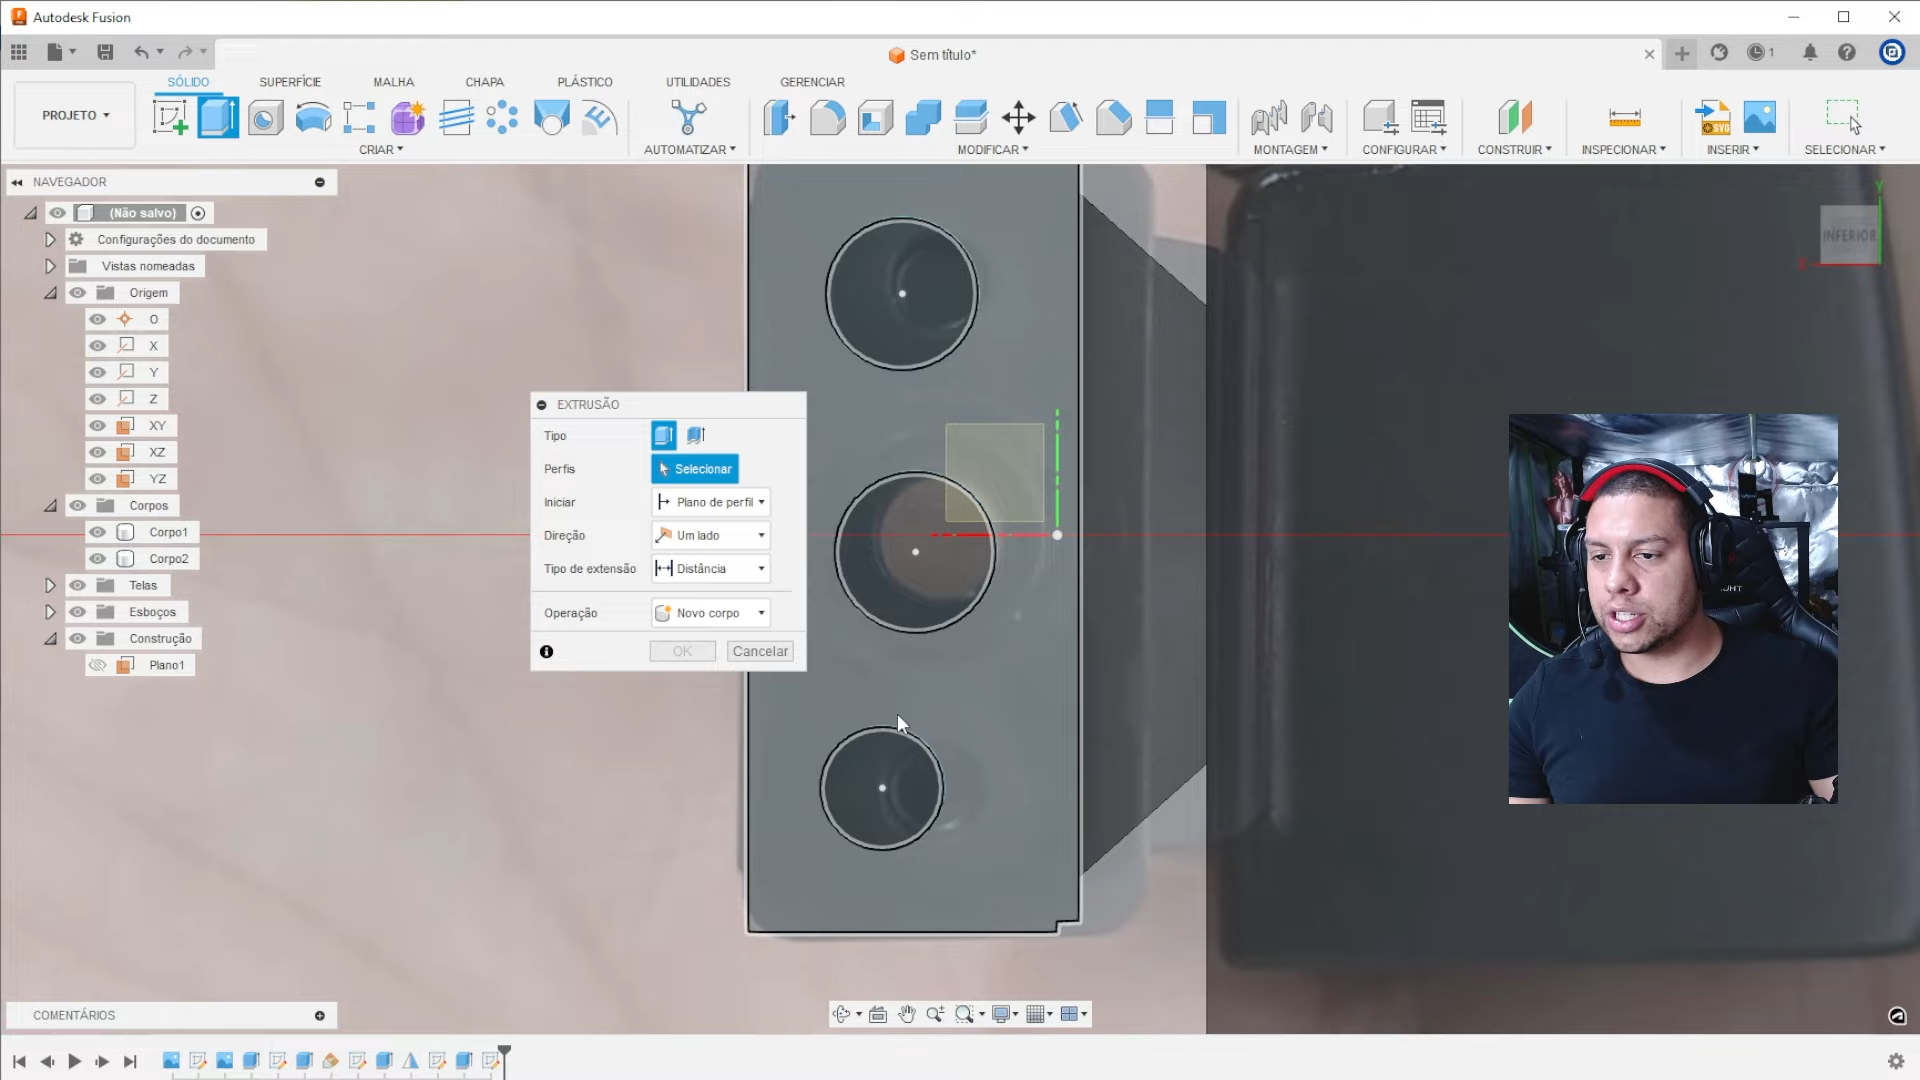 Autodesk Fusion
Sem título*
1
PROJETO
SÓLIDO
SUPERFÍCIE
MALHA
CHAPA
PLÁSTICO
UTILIDADES
GERENCIAR
CRIAR
AUTOMATIZAR
MODIFICAR
MONTAGEM
CONFIGURAR
CONSTRUIR
INSPECIONAR
INSERIR
SELECIONAR
SVG
NAVEGADOR
(Não salvo)
Configurações do documento
Vistas nomeadas
Origem
O
X
Y
Z
XY
XZ
YZ
Corpos
Corpo1
Corpo2
Telas
Esboços
Construção
Plano1
EXTRUSÃO
Tipo
Perfis
Selecionar
Iniciar
Plano de perfil
Direção
Um lado
Tipo de extensão
Distância
Operação
Novo corpo
OK
Cancelar
Y
INFERIOR
COMENTÁRIOS